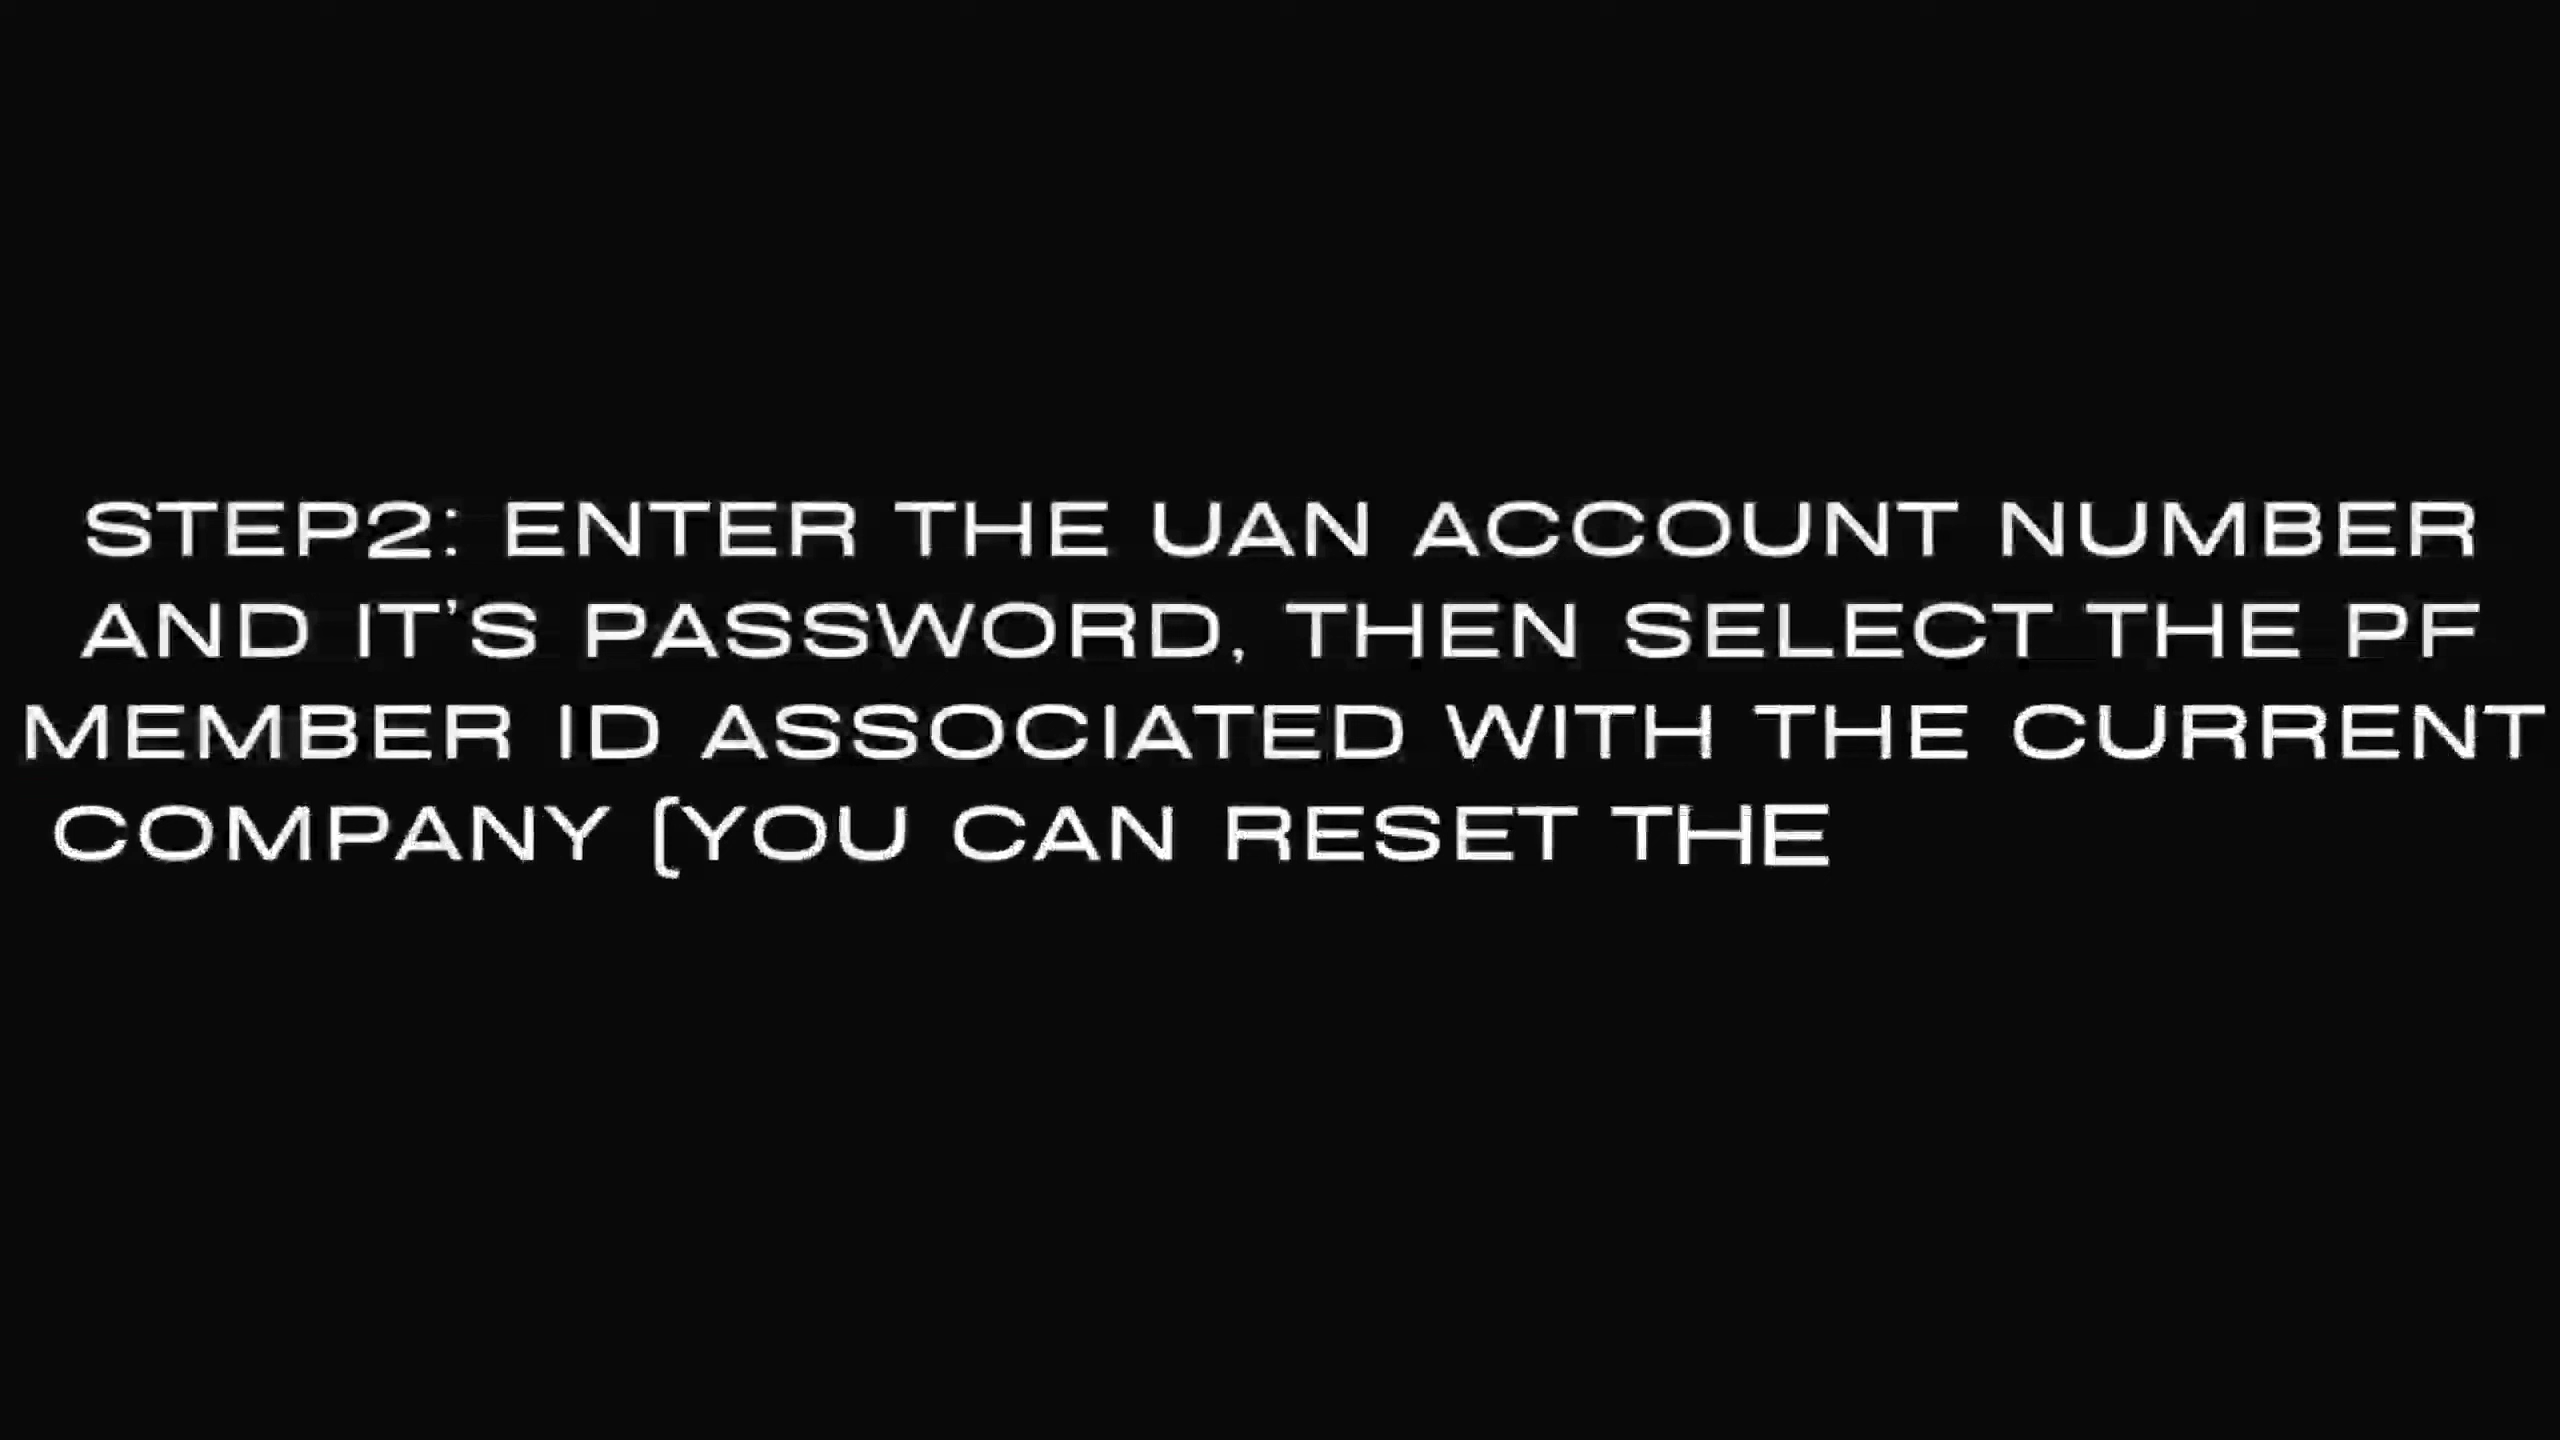 STEP2: ENTER THE UAN ACCOUNT NUMBER
AND IT'S PASSWORD, THEN SELECT THE PF
MEMBER ID ASSOCIATED WITH THE CURRENT
COMPANY (YOU CAN RESET THE